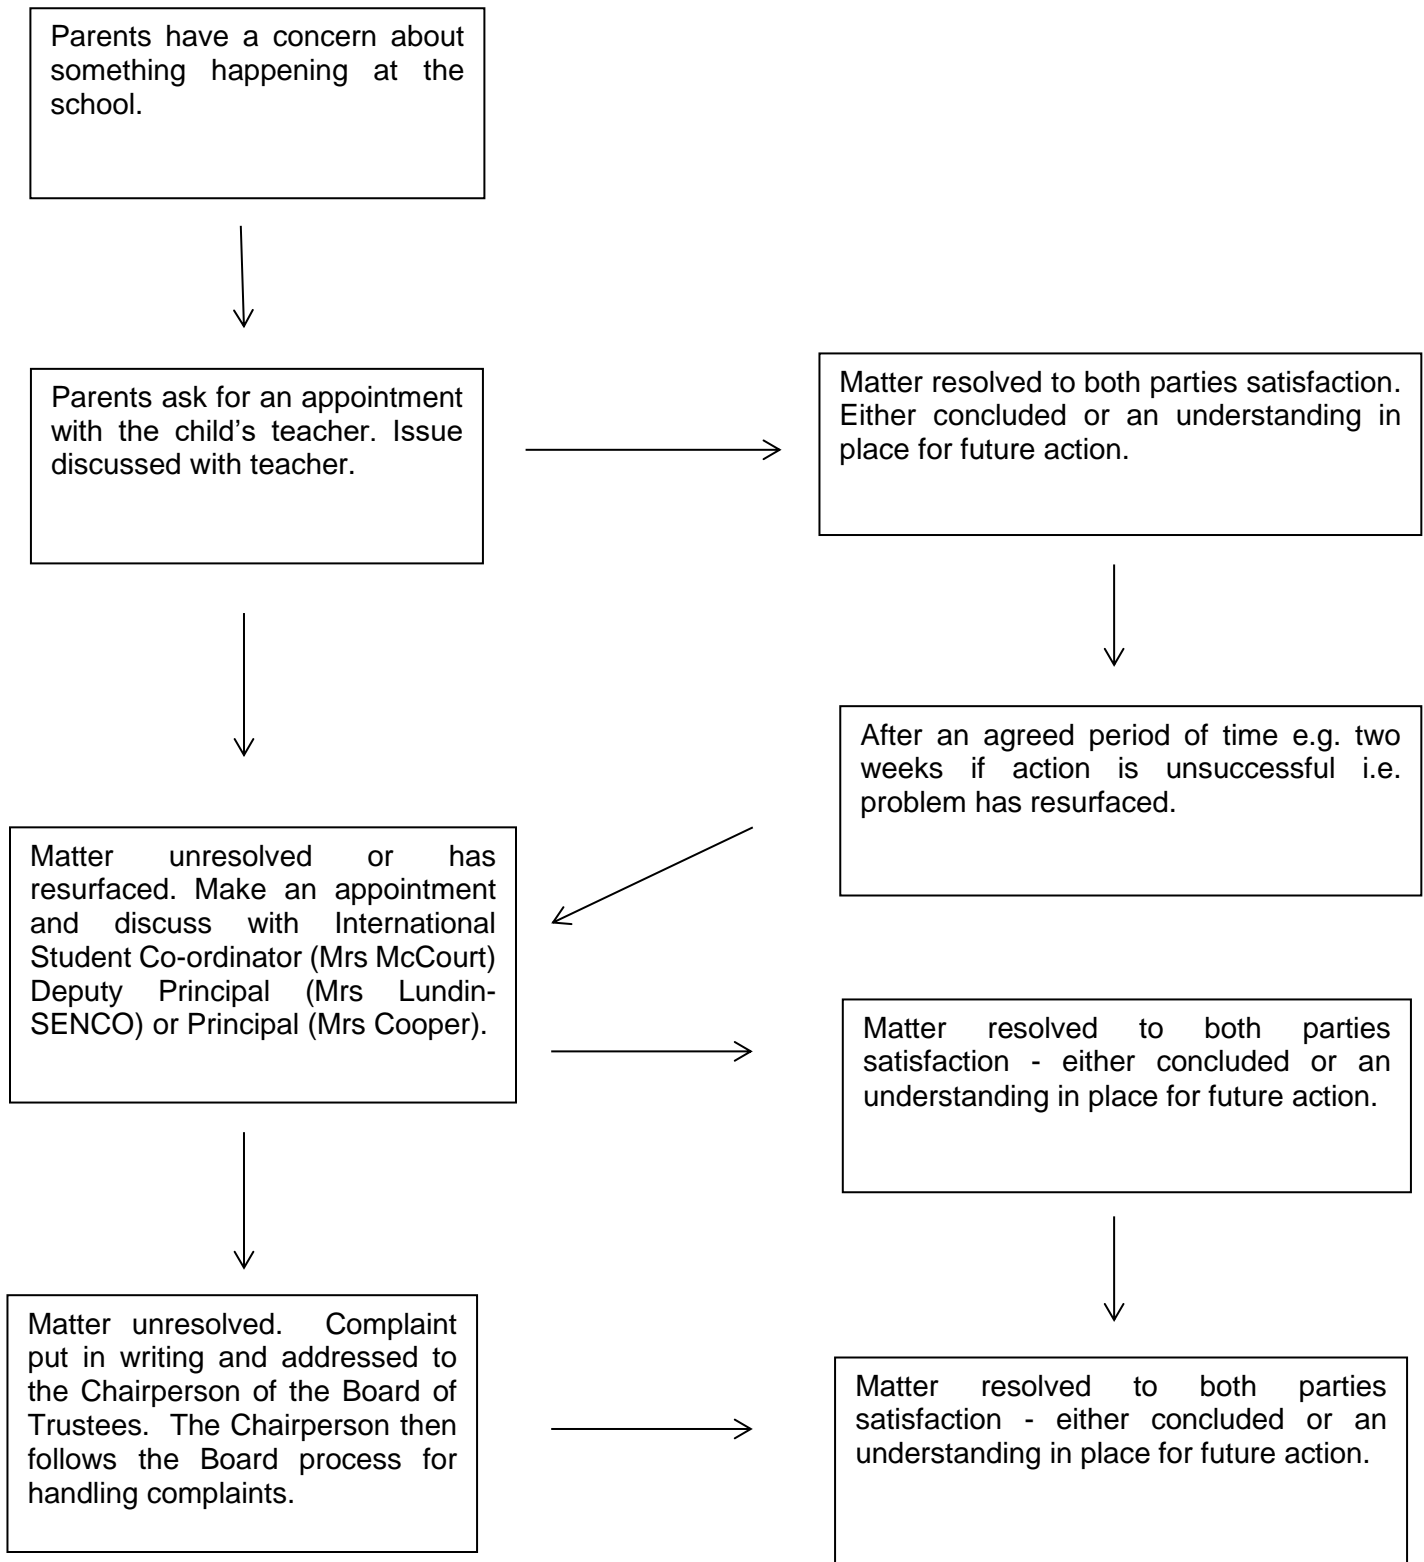 Parents have a concern about
something happening at the
school.
Parents ask for an appointment
with the child's teacher. Issue
discussed with teacher.
Matter resolved to both parties satisfaction.
Either concluded or an understanding in
place for future action.
After an agreed period of time e.g. two
weeks if action is unsuccessful i.e.
problem has resurfaced.
Matter unresolved or has
resurfaced. Make an appointment
and discuss with International
Student Co-ordinator (Mrs McCourt)
Deputy Principal (Mrs Lundin-
SENCO) or Principal (Mrs Cooper).
Matter resolved to both parties
satisfaction - either concluded or an
understanding in place for future action.
Matter unresolved. Complaint
put in writing and addressed to
the Chairperson of the Board of
Trustees. The Chairperson then
follows the Board process for
handling complaints.
Matter resolved to both parties
satisfaction - either concluded or an
understanding in place for future action.